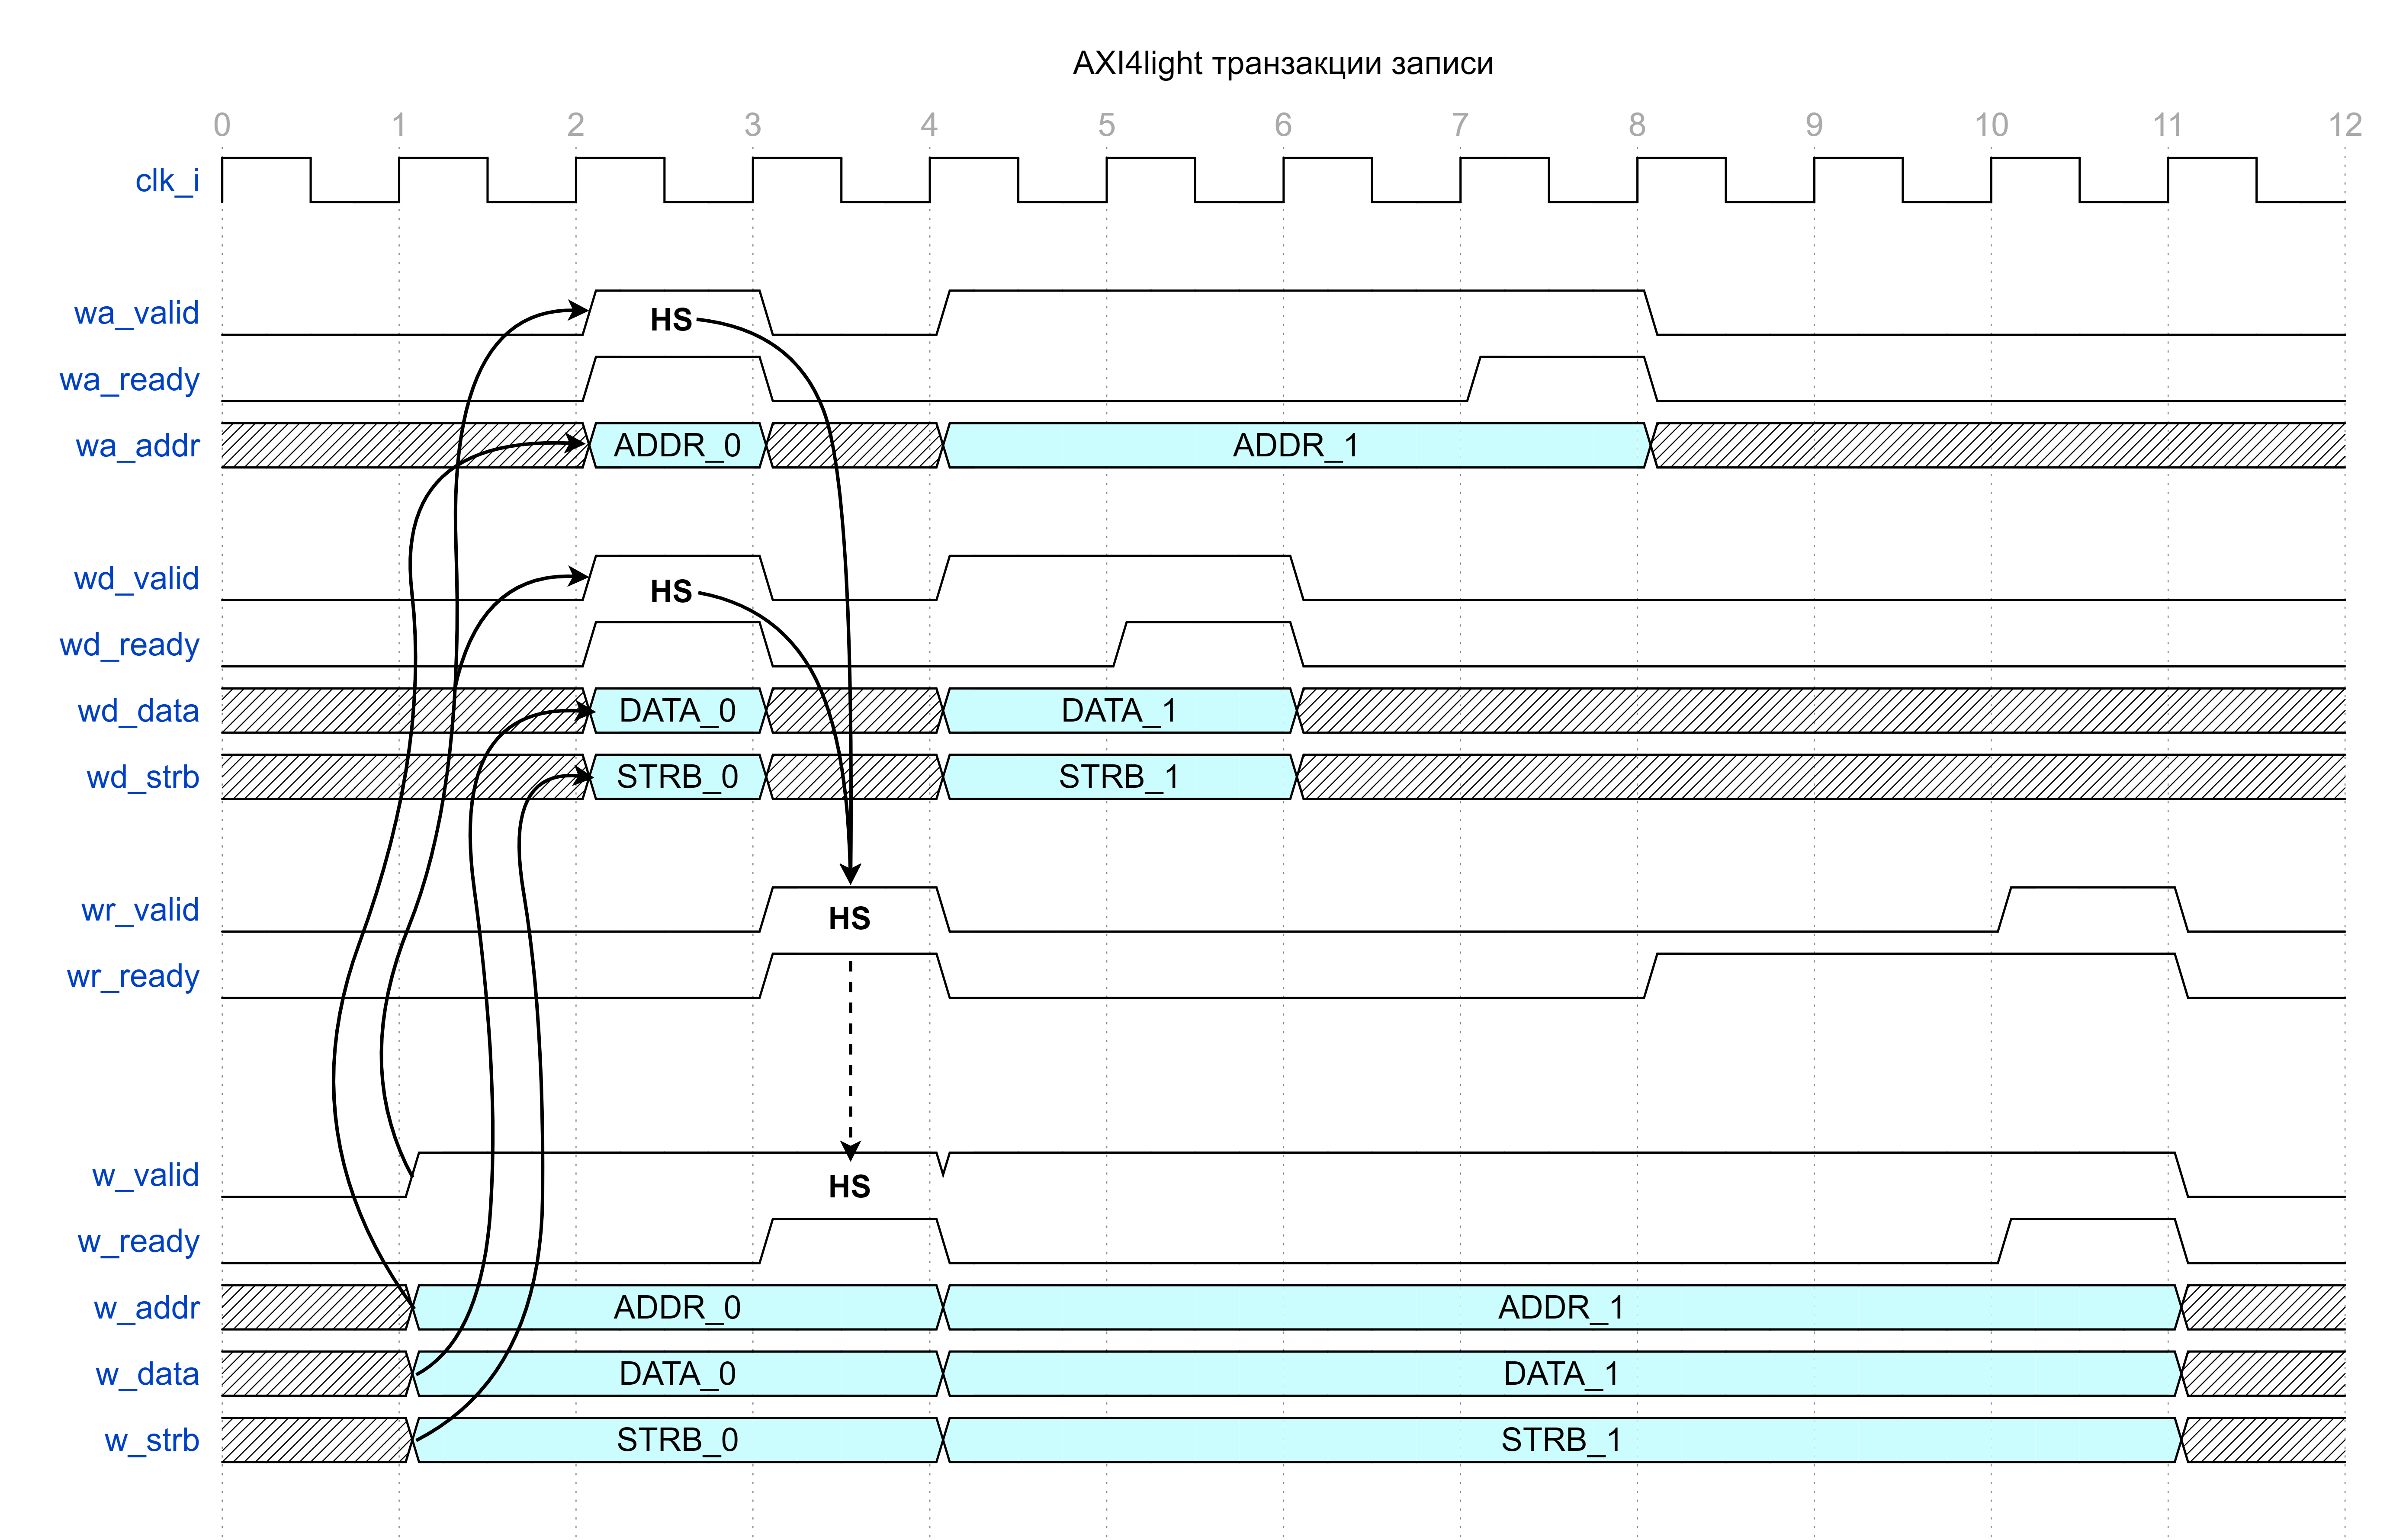 AXI4light транзакции записи
0 1 2 3 4 5 6 7 8 9 10 11 12
clk_i
wa_valid HS
wa_ready
wa_addr ADDR_0 ADDR_1
wd_valid HS
wd_ready
wd_data DATA_0 DATA_1
wd_strb STRB_0 STRB_1
wr_valid HS
wr_ready
w_valid HS
w_ready
w_addr ADDR_0 ADDR_1
w_data DATA_0 DATA_1
w_strb STRB_0 STRB_1